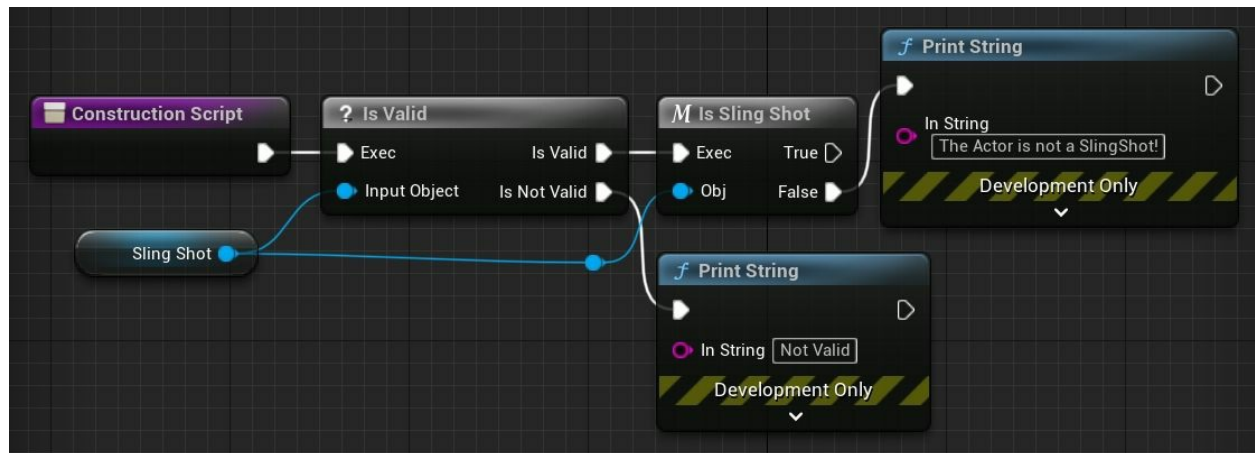 Construction Script
? Is Valid
Exec
Is Valid
Input Object
Is Not Valid
Sling Shot
M Is Sling Shot
Exec
True
Obj
False
f Print String
In String
The Actor is not a SlingShot!
Development Only
f Print String
In String
Not Valid
Development Only